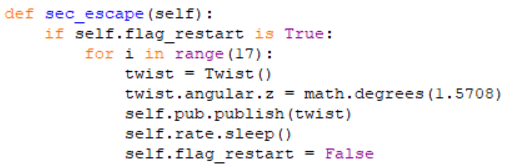 def sec_escape(self):
    if self.flag_restart is True:
        for i in range(17):
            twist = Twist()
            twist.angular.z = math.degrees(1.5708)
            self.pub.publish(twist)
            self.rate.sleep()
            self.flag_restart = False